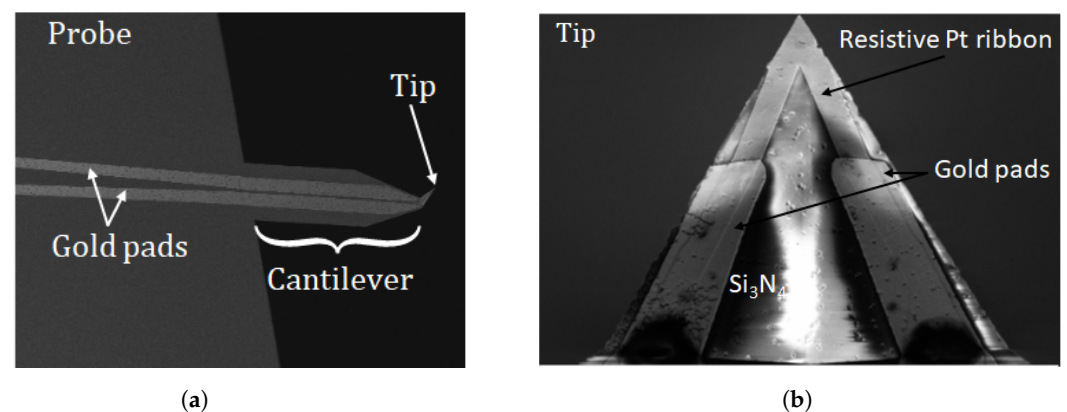 Probe
Tip
Gold pads
Cantilever
(a)
Tip
Resistive Pt ribbon
Gold pads
Si₃N₄
(b)